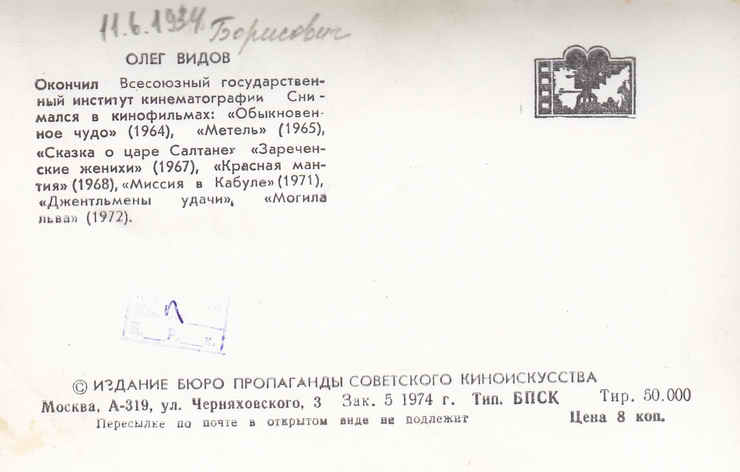 11.6.1934. Борисович
ОЛЕГ ВИДОВ
Окончил Всесоюзный государствен-
ный институт кинематографии Сни-
мался в кинофильмах: «Обыкновен-
ное чудо» (1964), «Метель» (1965),
«Сказка о царе Салтане» «Заречен-
ские женихи» (1967), «Красная ман-
тия» (1968), «Миссия в Кабуле» (1971),
«Джентльмены удачи», «Могила
льва» (1972).
© ИЗДАНИЕ БЮРО ПРОПАГАНДЫ СОВЕТСКОГО КИНОИСКУССТВА
Москва, А-319, ул. Черняховского, 3 Зак. 5 1974 г. Тип. БПСК Тир. 50.000
Пересылке по почте в открытом виде не подлежит Цена 8 коп.